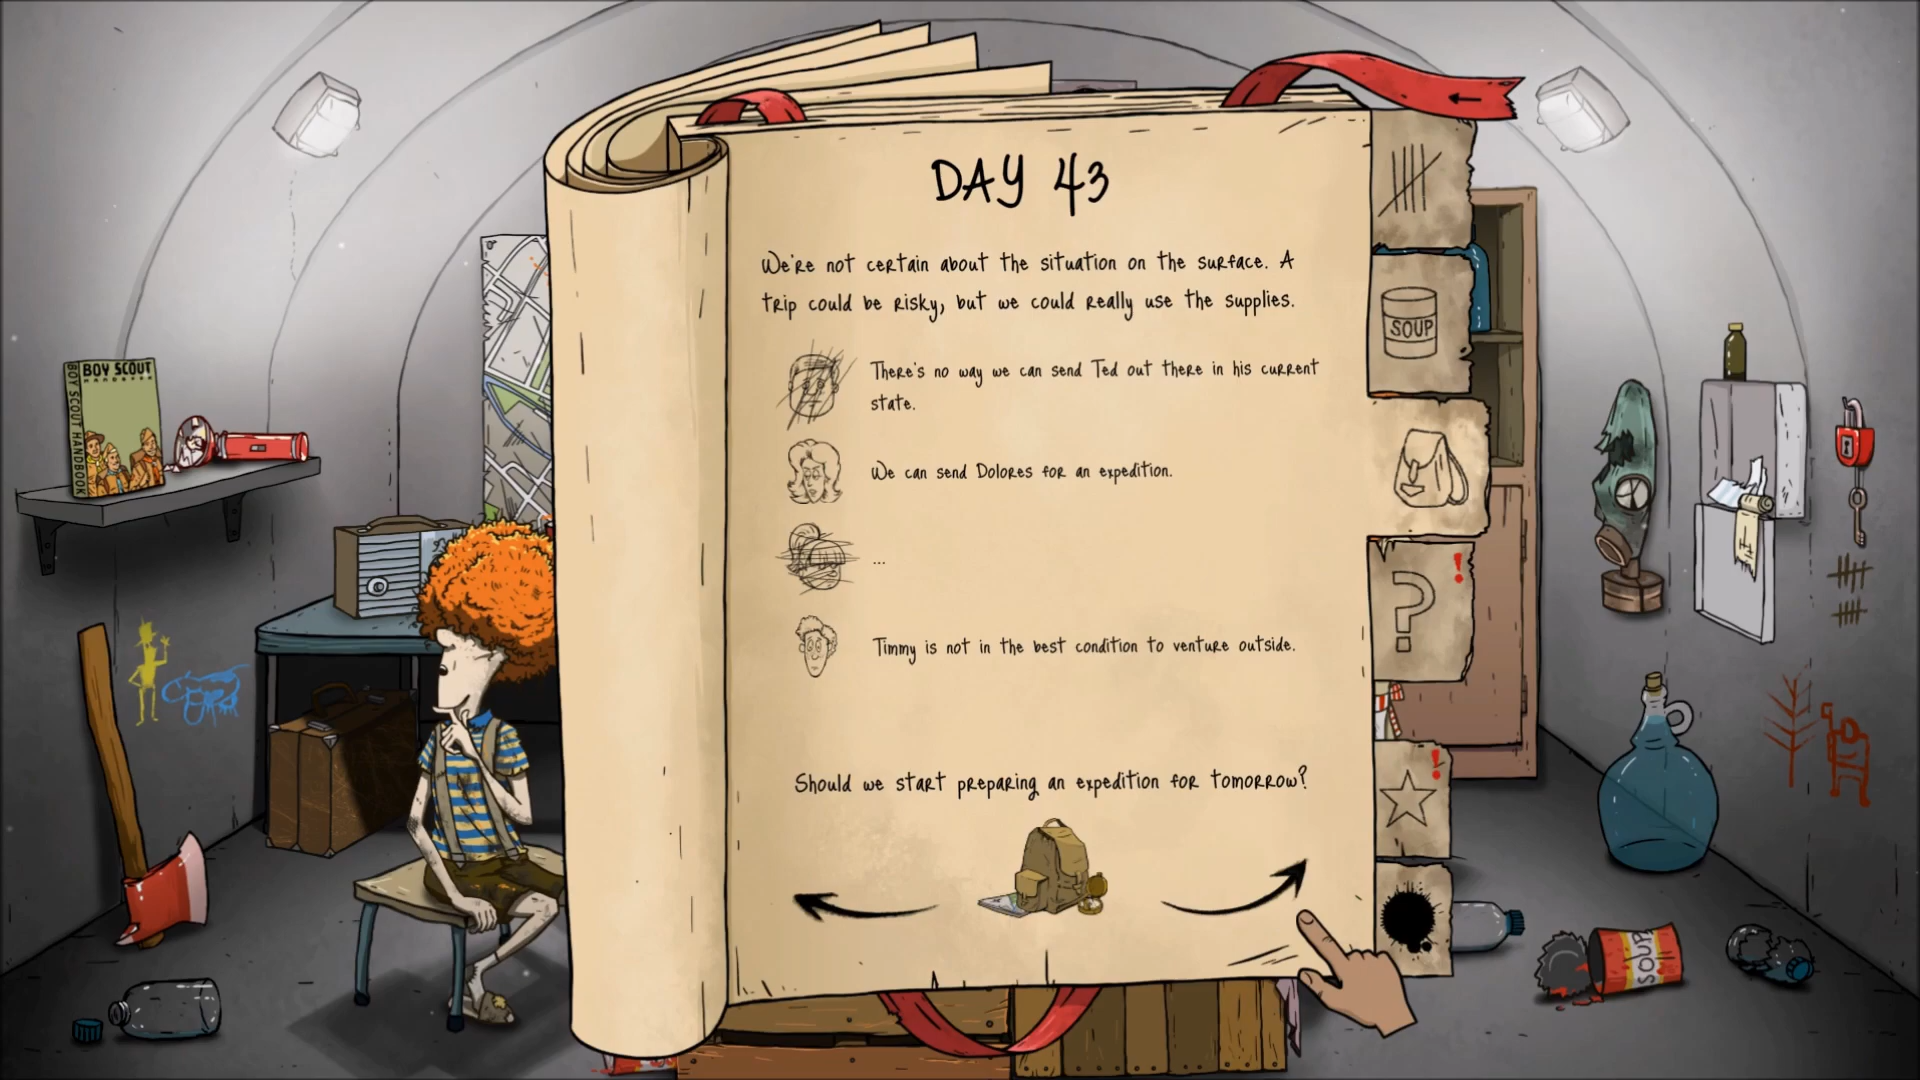 DAY 43
We're not certain about the situation on the surface. A
trip could be risky, but we could really use the supplies.
There's no way we can send Ted out there in his current
state.
We can send Dolores for an expedition.
...
Timmy is not in the best condition to venture outside.
Should we start preparing an expedition for tomorrow?
SOUP
?
!
!
BOY SCOUT
HANDBOOK
BOY SCOUT HANDBOOK
SOUP